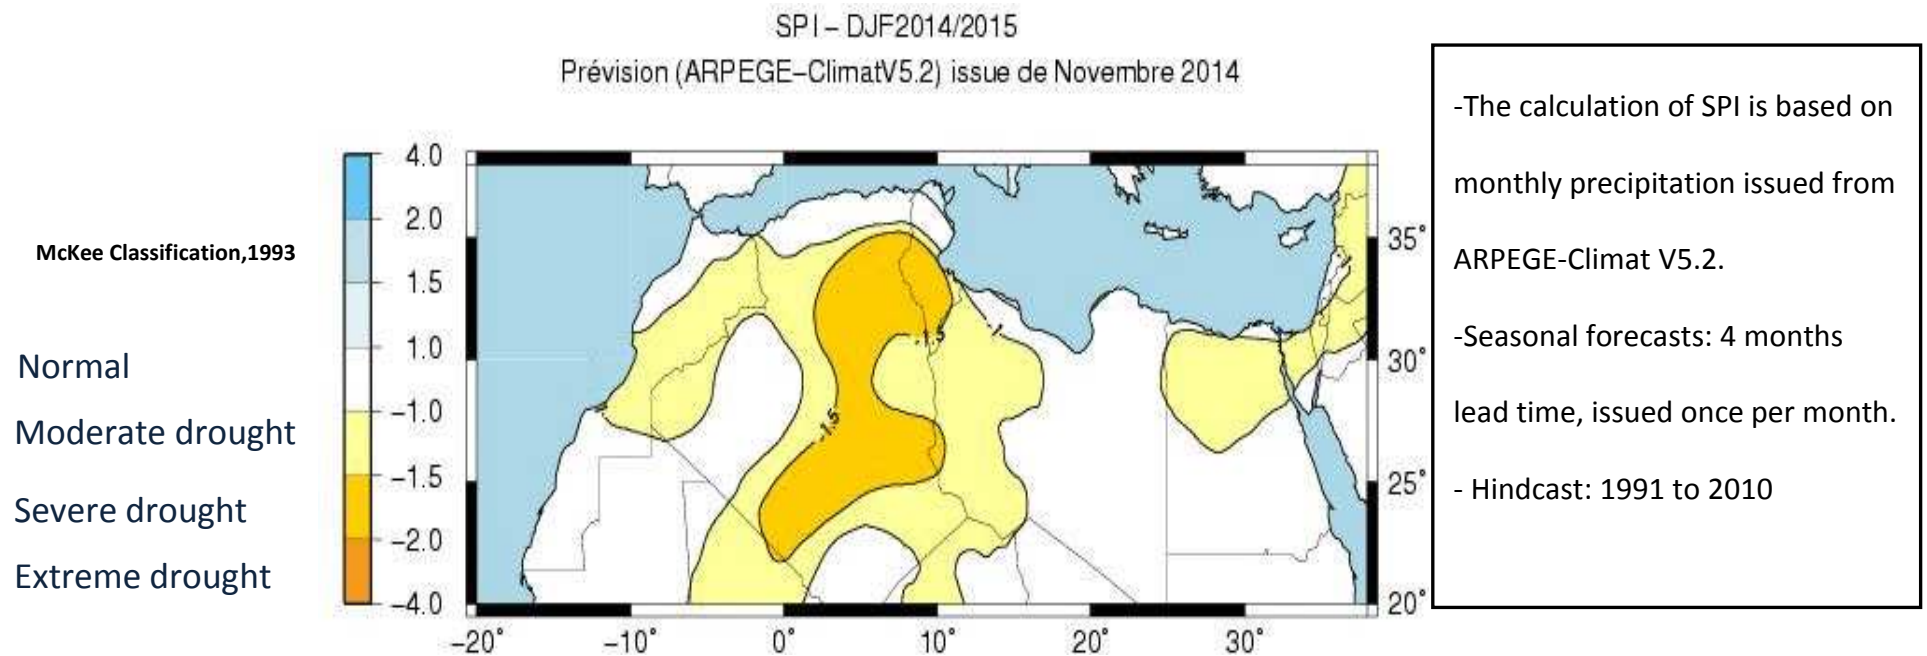 SPI – DJF2014/2015
Prévision (ARPEGE–ClimatV5.2) issue de Novembre 2014
McKee Classification,1993
Normal
Moderate drought
Severe drought
Extreme drought
4.0
2.0
1.5
1.0
−1.0
−1.5
−2.0
−4.0
-1
-1.5
-1.5
35°
30°
25°
20°
−20°
−10°
0°
10°
20°
30°
-The calculation of SPI is based on
monthly precipitation issued from
ARPEGE-Climat V5.2.
-Seasonal forecasts: 4 months
lead time, issued once per month.
- Hindcast: 1991 to 2010